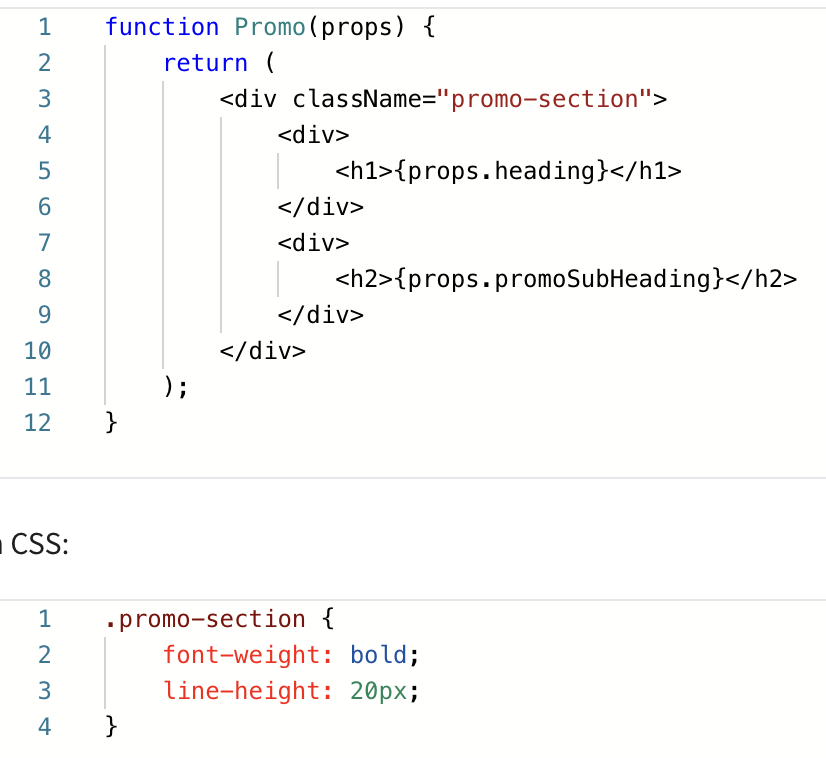 1 function Promo(props) {
2     return (
3         <div className="promo-section">
4             <div>
5                 <h1>{props.heading}</h1>
6             </div>
7             <div>
8                 <h2>{props.promoSubHeading}</h2>
9             </div>
10         </div>
11     );
12 }
CSS:
1 .promo-section {
2     font-weight: bold;
3     line-height: 20px;
4 }